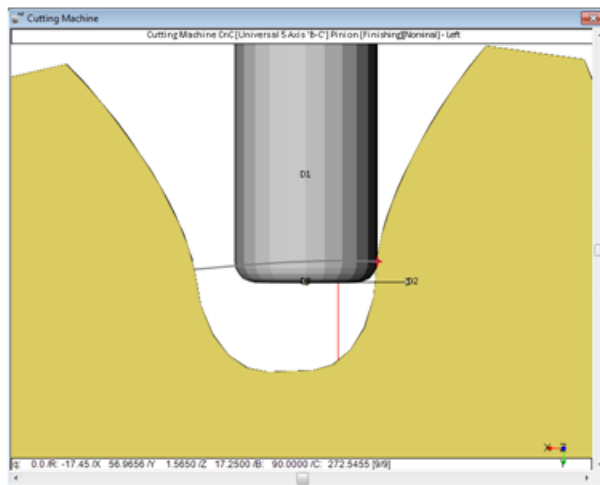 Cutting Machine
Cutting Machine CnC [Universal 5 Axis 'B-C'] Pinion [Finishing][Nominal] - Left
D1
D2
X Z
Y
q: 0.0 /R: -17.45 /X 56.9656 /Y 1.5650 /Z 17.2500 /B: 90.0000 /C: 272.5455 [9/9]